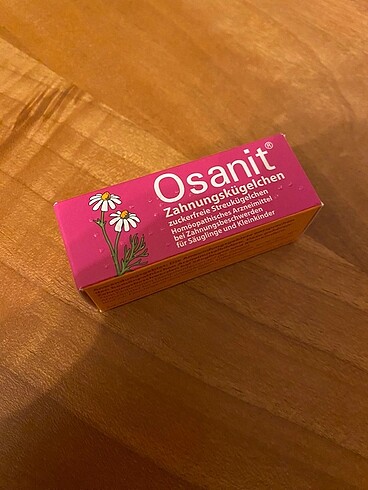 Osanit®
Zahnungskügelchen
zuckerfreie Streukügelchen
Homöopathisches Arzneimittel
bei Zahnungsbeschwerden
für Säuglinge und Kleinkinder